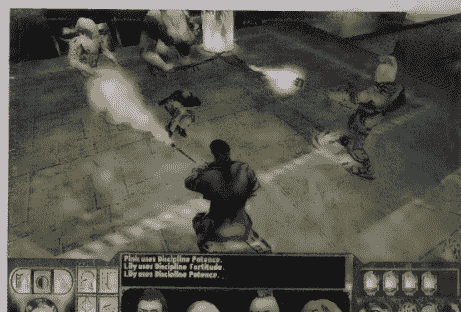 Pink uses Discipline Potence.
Lily uses Discipline Fortitude.
Lily uses Discipline Potence.